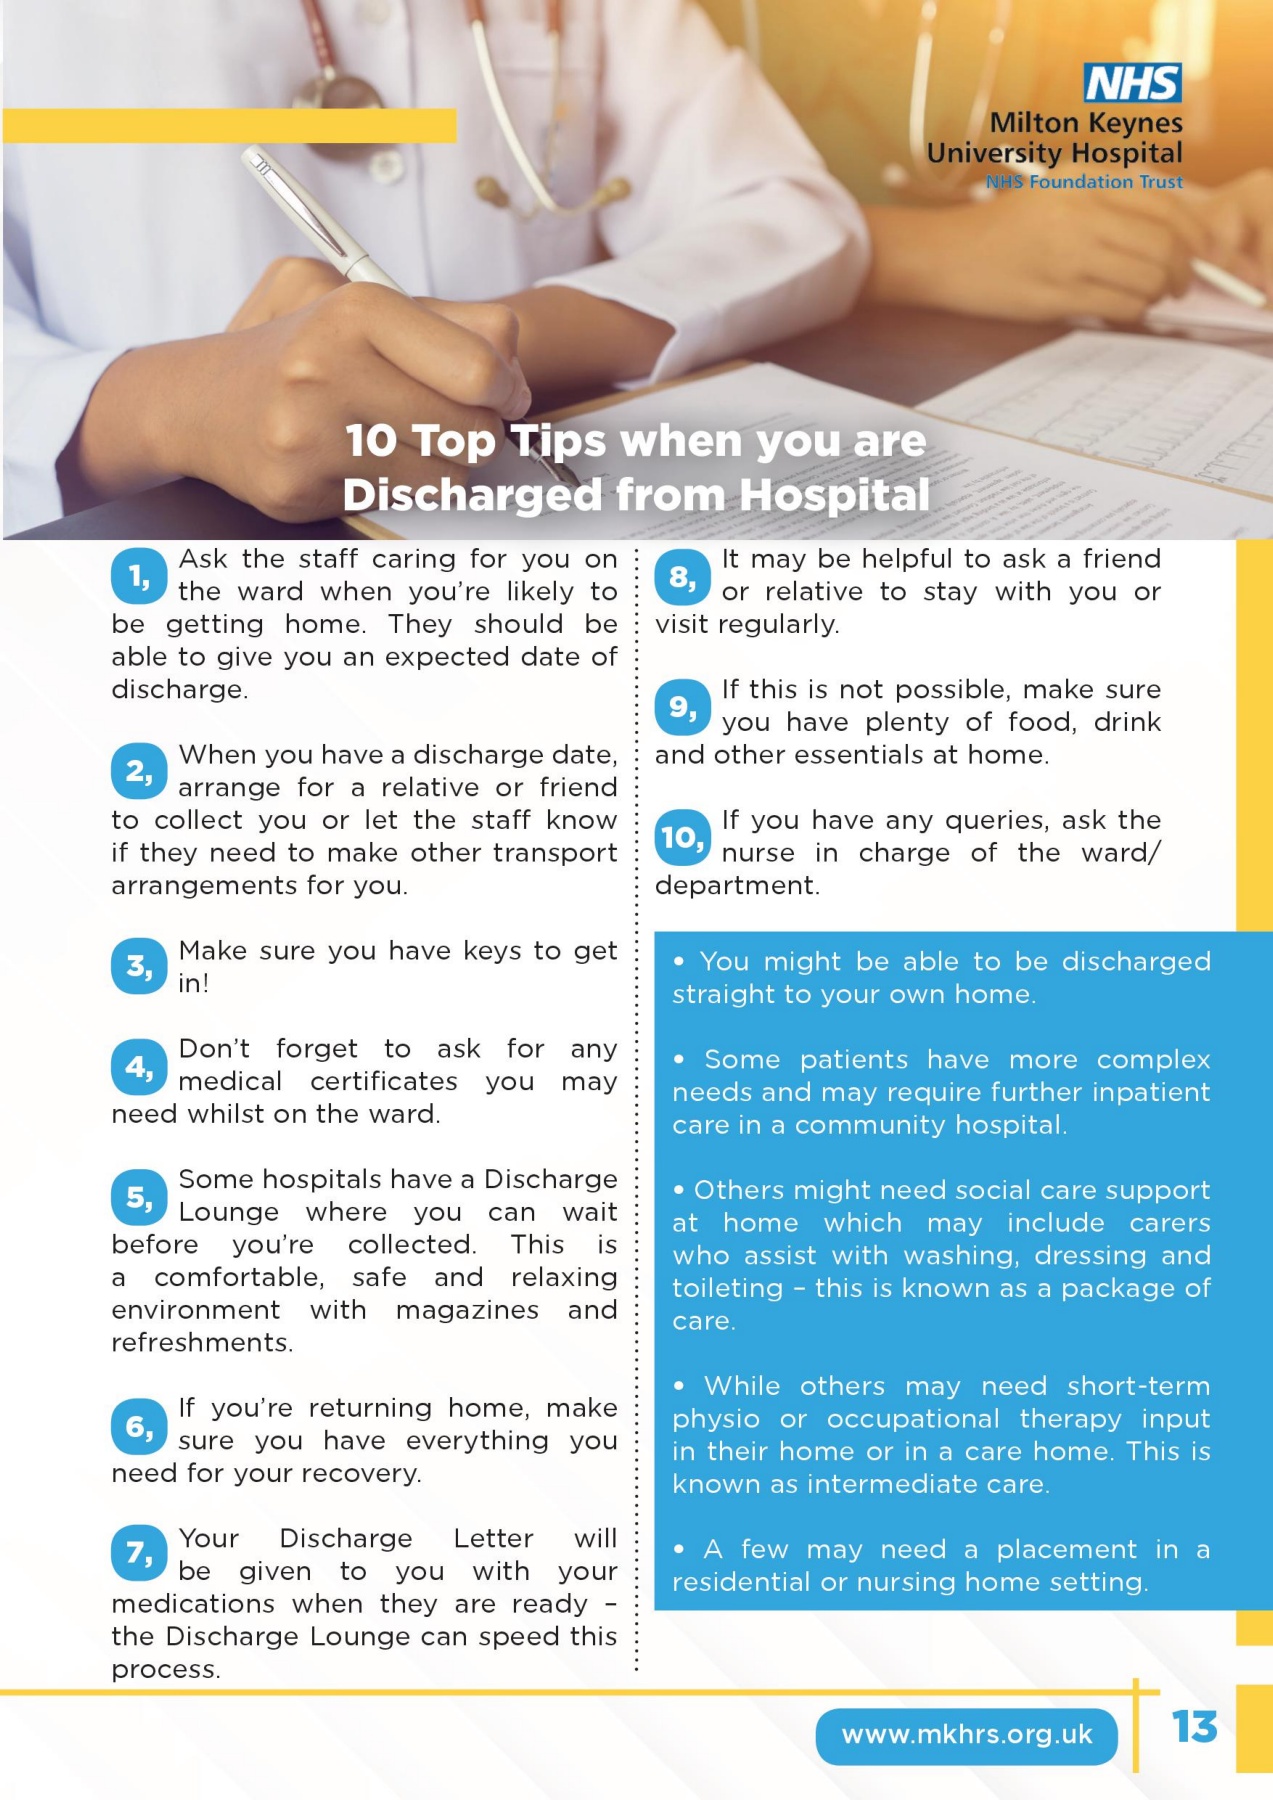 NHS
Milton Keynes
University Hospital
NHS Foundation Trust
10 Top Tips when you are
Discharged from Hospital
1, Ask the staff caring for you on
the ward when you’re likely to
be getting home. They should be
able to give you an expected date of
discharge.
2, When you have a discharge date,
arrange for a relative or friend
to collect you or let the staff know
if they need to make other transport
arrangements for you.
3, Make sure you have keys to get
in!
4, Don’t forget to ask for any
medical certificates you may
need whilst on the ward.
5, Some hospitals have a Discharge
Lounge where you can wait
before you’re collected. This is
a comfortable, safe and relaxing
environment with magazines and
refreshments.
6, If you’re returning home, make
sure you have everything you
need for your recovery.
7, Your Discharge Letter will
be given to you with your
medications when they are ready –
the Discharge Lounge can speed this
process.
8, It may be helpful to ask a friend
or relative to stay with you or
visit regularly.
9, If this is not possible, make sure
you have plenty of food, drink
and other essentials at home.
10, If you have any queries, ask the
nurse in charge of the ward/
department.
• You might be able to be discharged
straight to your own home.
• Some patients have more complex
needs and may require further inpatient
care in a community hospital.
• Others might need social care support
at home which may include carers
who assist with washing, dressing and
toileting – this is known as a package of
care.
• While others may need short-term
physio or occupational therapy input
in their home or in a care home. This is
known as intermediate care.
• A few may need a placement in a
residential or nursing home setting.
www.mkhrs.org.uk
13